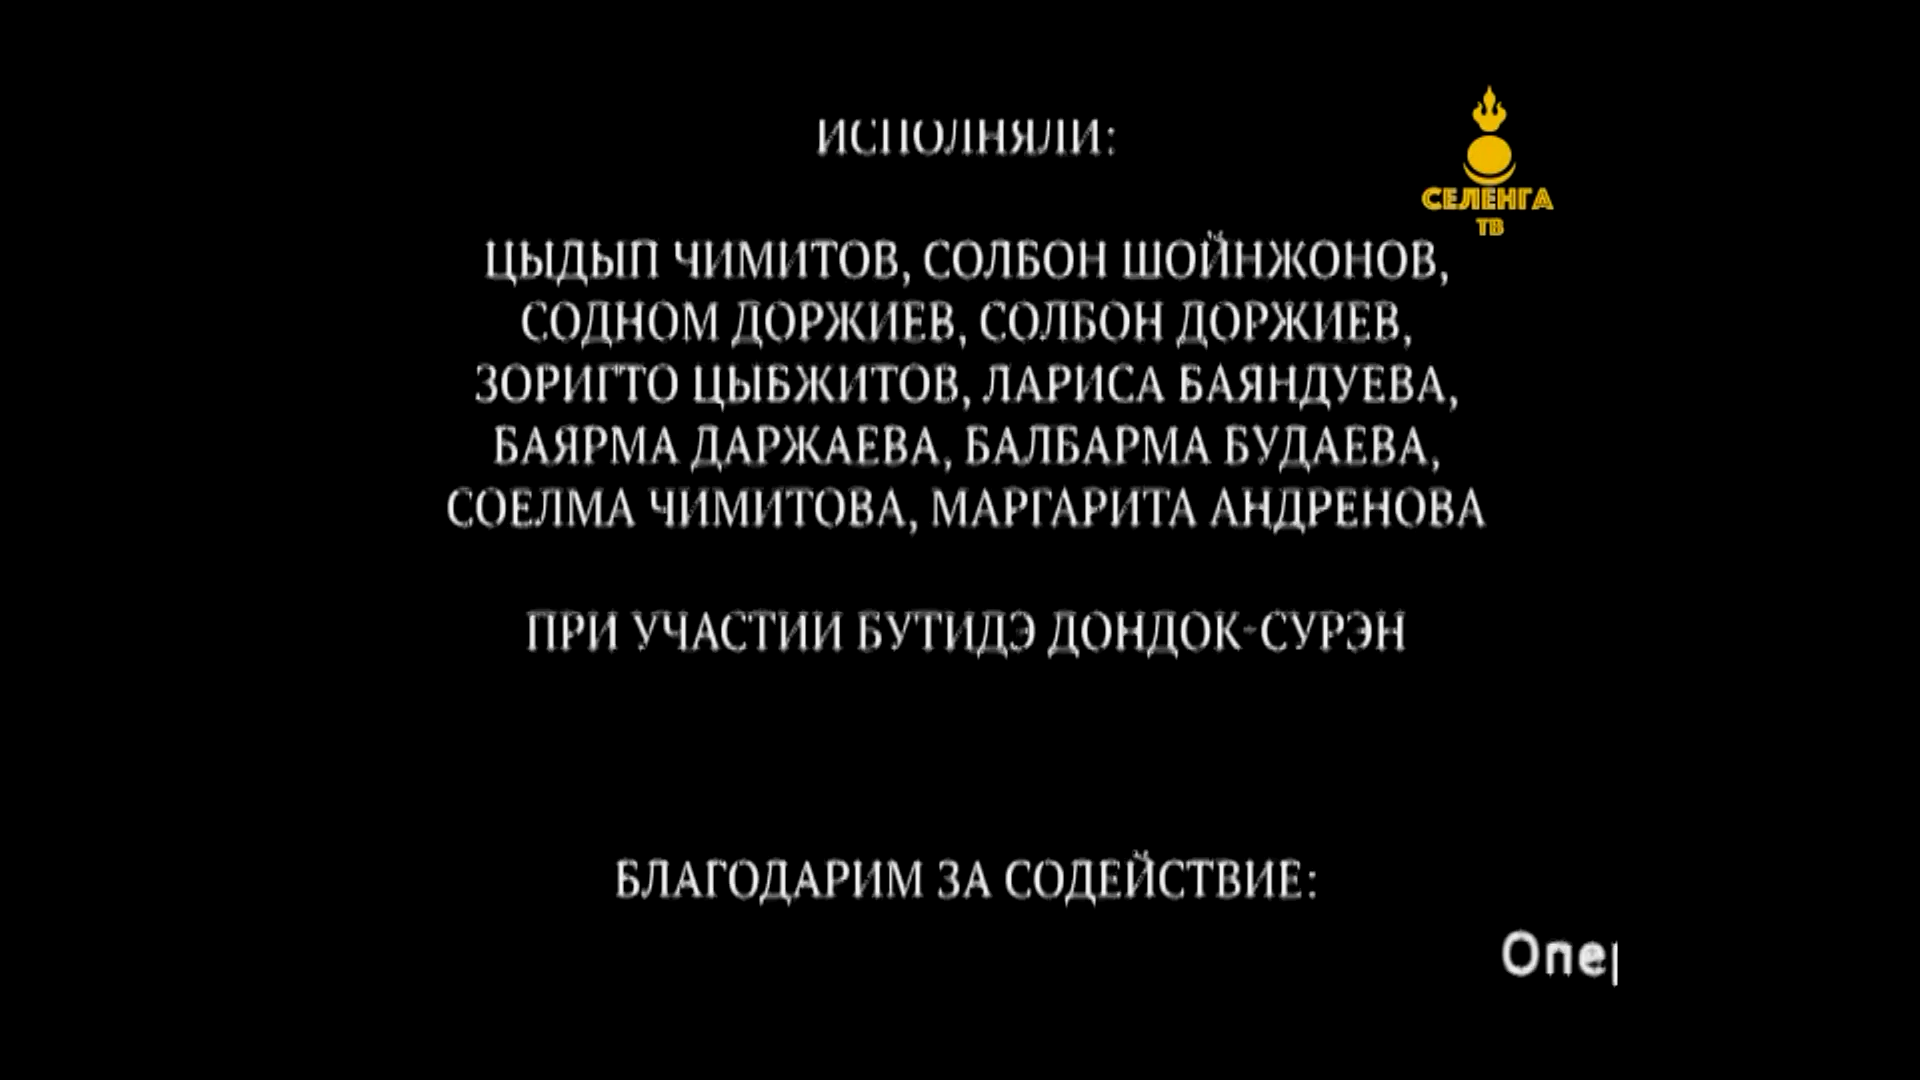 ИСПОЛНЯЛИ:
СЕЛЕНГА
ТВ
ЦЫДЫП ЧИМИТОВ, СОЛБОН ШОЙНЖОНОВ,
СОДНОМ ДОРЖИЕВ, СОЛБОН ДОРЖИЕВ,
ЗОРИГТО ЦЫБЖИТОВ, ЛАРИСА БАЯНДУЕВА,
БАЯРМА ДАРЖАЕВА, БАЛБАРМА БУДАЕВА,
СОЕЛМА ЧИМИТОВА, МАРГАРИТА АНДРЕНОВА
ПРИ УЧАСТИИ БУТИДЭ ДОНДОК-СУРЭН
БЛАГОДАРИМ ЗА СОДЕЙСТВИЕ: